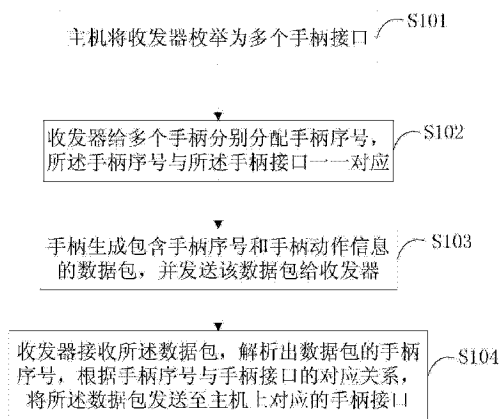 主机将收发器枚举为多个手柄接口
S101
收发器给多个手柄分别分配手柄序号，
所述手柄序号与所述手柄接口一一对应
S102
手柄生成包含手柄序号和手柄动作信息
的数据包，并发送该数据包给收发器
S103
收发器接收所述数据包，解析出数据包的手柄
序号，根据手柄序号与手柄接口的对应关系，
将所述数据包发送至主机上对应的手柄接口
S104